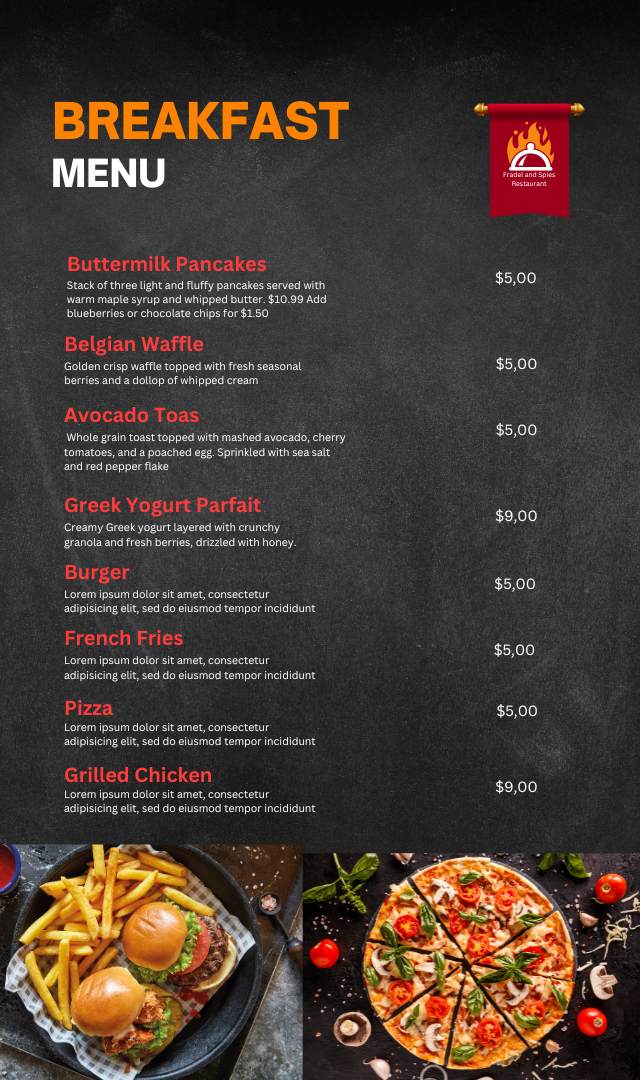 BREAKFAST
MENU
Fradel and Spies
Restaurant
Buttermilk Pancakes
$5,00
Stack of three light and fluffy pancakes served with
warm maple syrup and whipped butter. $10.99 Add
blueberries or chocolate chips for $1.50
Belgian Waffle
$5,00
Golden crisp waffle topped with fresh seasonal
berries and a dollop of whipped cream
Avocado Toas
$5,00
Whole grain toast topped with mashed avocado, cherry
tomatoes, and a poached egg. Sprinkled with sea salt
and red pepper flake
Greek Yogurt Parfait
$9,00
Creamy Greek yogurt layered with crunchy
granola and fresh berries, drizzled with honey.
Burger
$5,00
Lorem ipsum dolor sit amet, consectetur
adipisicing elit, sed do eiusmod tempor incididunt
French Fries
$5,00
Lorem ipsum dolor sit amet, consectetur
adipisicing elit, sed do eiusmod tempor incididunt
Pizza
$5,00
Lorem ipsum dolor sit amet, consectetur
adipisicing elit, sed do eiusmod tempor incididunt
Grilled Chicken
$9,00
Lorem ipsum dolor sit amet, consectetur
adipisicing elit, sed do eiusmod tempor incididunt